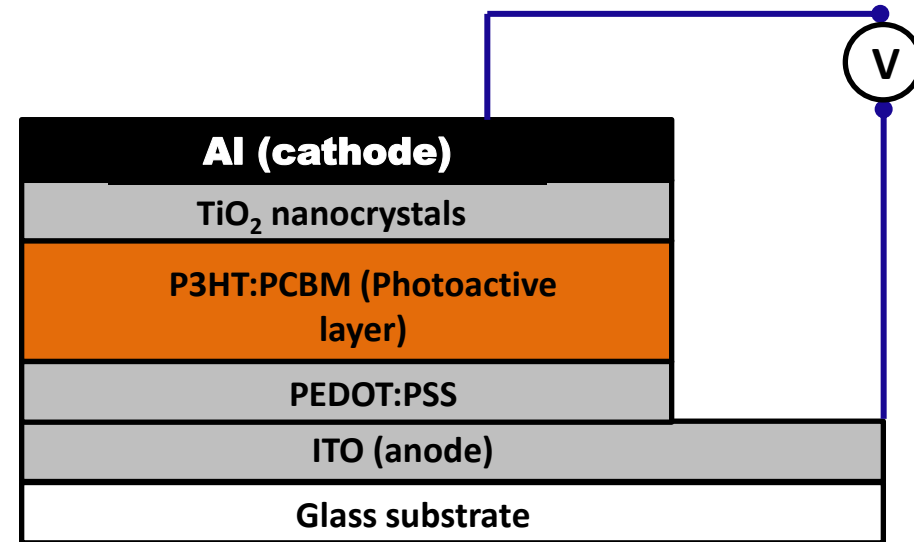 V
Al (cathode)
TiO₂ nanocrystals
P3HT:PCBM (Photoactive
layer)
PEDOT:PSS
ITO (anode)
Glass substrate